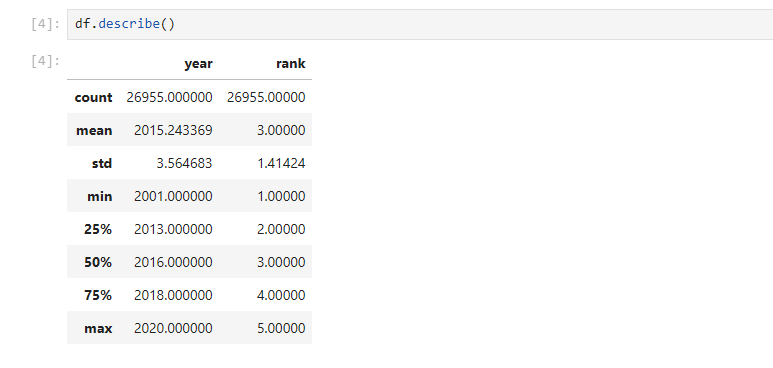 [4]: df.describe()
[4]:
year rank
count 26955.000000 26955.00000
mean 2015.243369 3.00000
std 3.564683 1.41424
min 2001.000000 1.00000
25% 2013.000000 2.00000
50% 2016.000000 3.00000
75% 2018.000000 4.00000
max 2020.000000 5.00000